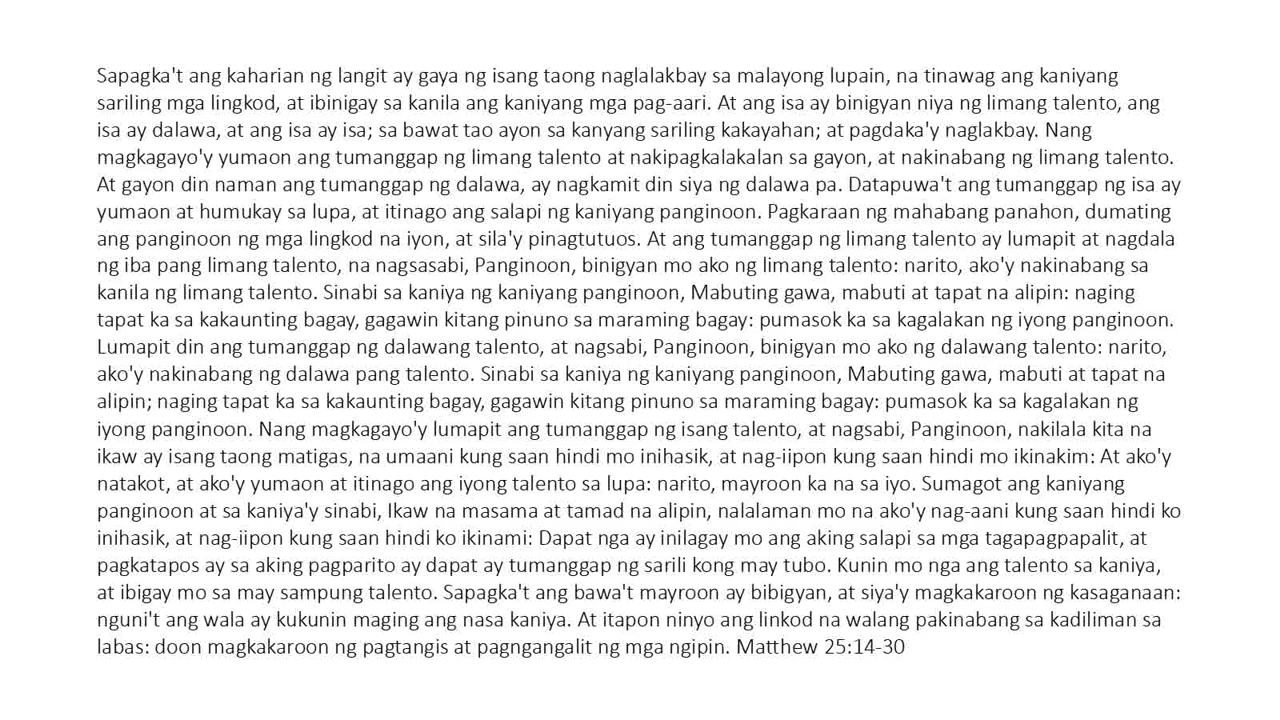 Sapagka't ang kaharian ng langit ay gaya ng isang taong naglalakbay sa malayong lupain, na tinawag ang kaniyang
sariling mga lingkod, at ibinigay sa kanila ang kaniyang mga pag-aari. At ang isa ay binigyan niya ng limang talento, ang
isa ay dalawa, at ang isa ay isa; sa bawat tao ayon sa kanyang sariling kakayahan; at pagdaka'y naglakbay. Nang
magkagayo'y yumaon ang tumanggap ng limang talento at nakipagkalakalan sa gayon, at nakinabang ng limang talento.
At gayon din naman ang tumanggap ng dalawa, ay nagkamit din siya ng dalawa pa. Datapuwa't ang tumanggap ng isa ay
yumaon at humukay sa lupa, at itinago ang salapi ng kaniyang panginoon. Pagkaraan ng mahabang panahon, dumating
ang panginoon ng mga lingkod na iyon, at sila'y pinagtutuos. At ang tumanggap ng limang talento ay lumapit at nagdala
ng iba pang limang talento, na nagsasabi, Panginoon, binigyan mo ako ng limang talento: narito, ako'y nakinabang sa
kanila ng limang talento. Sinabi sa kaniya ng kaniyang panginoon, Mabuting gawa, mabuti at tapat na alipin: naging
tapat ka sa kakaunting bagay, gagawin kitang pinuno sa maraming bagay: pumasok ka sa kagalakan ng iyong panginoon.
Lumapit din ang tumanggap ng dalawang talento, at nagsabi, Panginoon, binigyan mo ako ng dalawang talento: narito,
ako'y nakinabang ng dalawa pang talento. Sinabi sa kaniya ng kaniyang panginoon, Mabuting gawa, mabuti at tapat na
alipin; naging tapat ka sa kakaunting bagay, gagawin kitang pinuno sa maraming bagay: pumasok ka sa kagalakan ng
iyong panginoon. Nang magkagayo'y lumapit ang tumanggap ng isang talento, at nagsabi, Panginoon, nakilala kita na
ikaw ay isang taong matigas, na umaani kung saan hindi mo inihasik, at nag-iipon kung saan hindi mo ikinakim: At ako'y
natakot, at ako'y yumaon at itinago ang iyong talento sa lupa: narito, mayroon ka na sa iyo. Sumagot ang kaniyang
panginoon at sa kaniya'y sinabi, Ikaw na masama at tamad na alipin, nalalaman mo na ako'y nag-aani kung saan hindi ko
inihasik, at nag-iipon kung saan hindi ko ikinami: Dapat nga ay inilagay mo ang aking salapi sa mga tagapagpapalit, at
pagkatapos ay sa aking pagparito ay dapat ay tumanggap ng sarili kong may tubo. Kunin mo nga ang talento sa kaniya,
at ibigay mo sa may sampung talento. Sapagka't ang bawa't mayroon ay bibigyan, at siya'y magkakaroon ng kasaganaan:
nguni't ang wala ay kukunin maging ang nasa kaniya. At itapon ninyo ang linkod na walang pakinabang sa kadiliman sa
labas: doon magkakaroon ng pagtangis at pagngangalit ng mga ngipin. Matthew 25:14-30